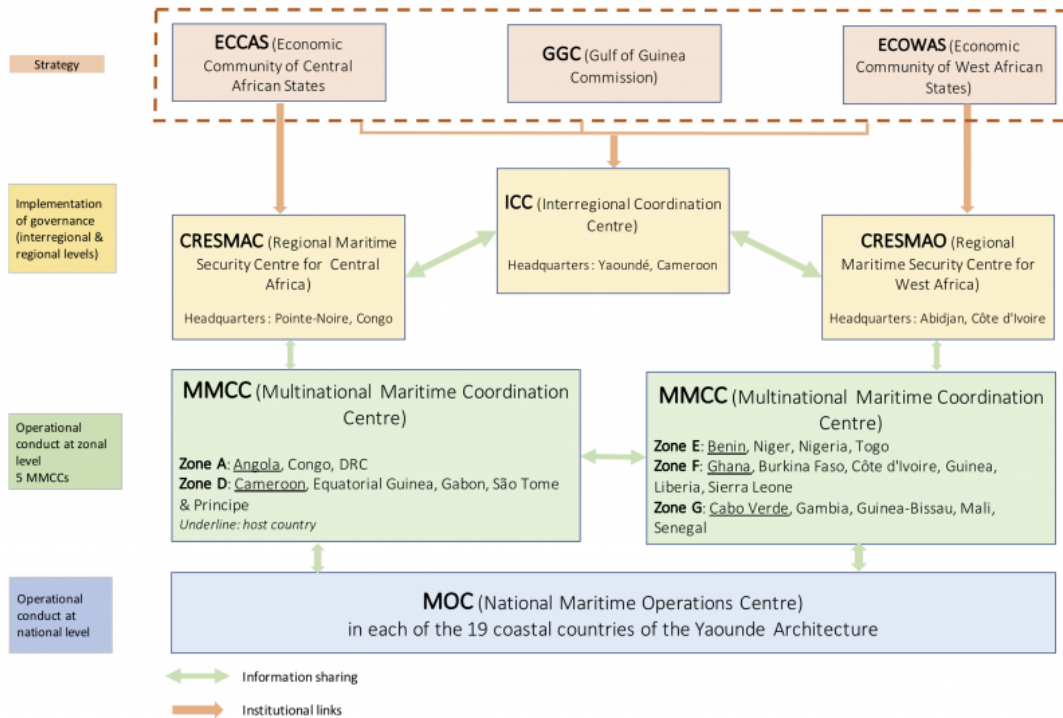 Strategy
ECCAS (Economic
Community of Central
African States
GGC (Gulf of Guinea
Commission)
ECOWAS (Economic
Community of West African
States)
Implementation
of governance
(interregional &
regional levels)
CRESMAC (Regional Maritime
Security Centre for Central
Africa)
Headquarters : Pointe-Noire, Congo
ICC (Interregional Coordination
Centre)
Headquarters : Yaoundé, Cameroon
CRESMAO (Regional
Maritime Security Centre for
West Africa)
Headquarters : Abidjan, Côte d'Ivoire
Operational
conduct at zonal
level
5 MMCCs
MMCC (Multinational Maritime Coordination
Centre)
Zone A: Angola, Congo, DRC
Zone D: Cameroon, Equatorial Guinea, Gabon, São Tome
& Principe
Underline: host country
MMCC (Multinational Maritime Coordination
Centre)
Zone E: Benin, Niger, Nigeria, Togo
Zone F: Ghana, Burkina Faso, Côte d'Ivoire, Guinea,
Liberia, Sierra Leone
Zone G: Cabo Verde, Gambia, Guinea-Bissau, Mali,
Senegal
Operational
conduct at
national level
MOC (National Maritime Operations Centre)
in each of the 19 coastal countries of the Yaounde Architecture
Information sharing
Institutional links